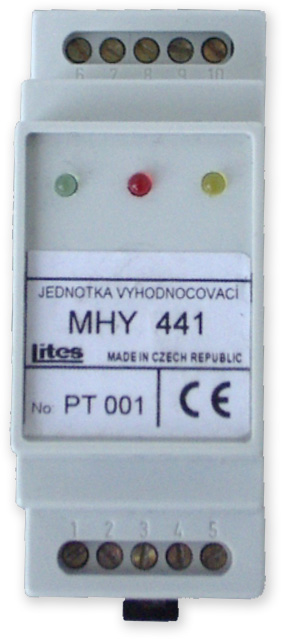 6 7 8 9 10
JEDNOTKA VYHODNOCOVACÍ
MHY 441
Lites MADE IN CZECH REPUBLIC
No: PT 001 CE
1 2 3 4 5